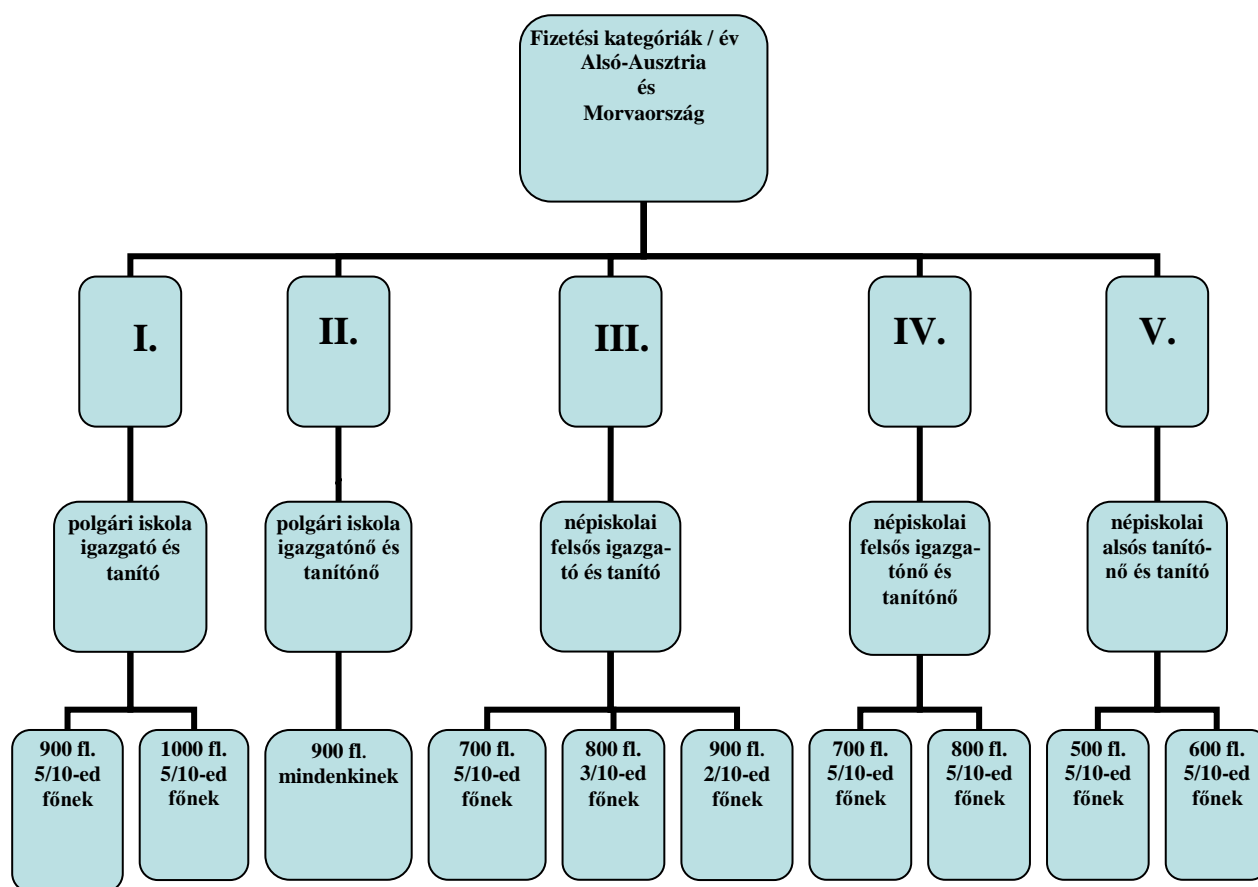 Fizetési kategóriák / év
Alsó-Ausztria
és
Morvaország
I.
II.
III.
IV.
V.
polgári iskola
igazgató és
tanító
polgári iskola
igazgatónő és
tanítónő
népiskolai
felsős igazga-
tó és tanító
népiskolai
felsős igazga-
tónő és
tanítónő
népiskolai
alsós tanító-
nő és tanító
900 fl.
5/10-ed
főnek
1000 fl.
5/10-ed
főnek
900 fl.
mindenkinek
700 fl.
5/10-ed
főnek
800 fl.
3/10-ed
főnek
900 fl.
2/10-ed
főnek
700 fl.
5/10-ed
főnek
800 fl.
5/10-ed
főnek
500 fl.
5/10-ed
főnek
600 fl.
5/10-ed
főnek